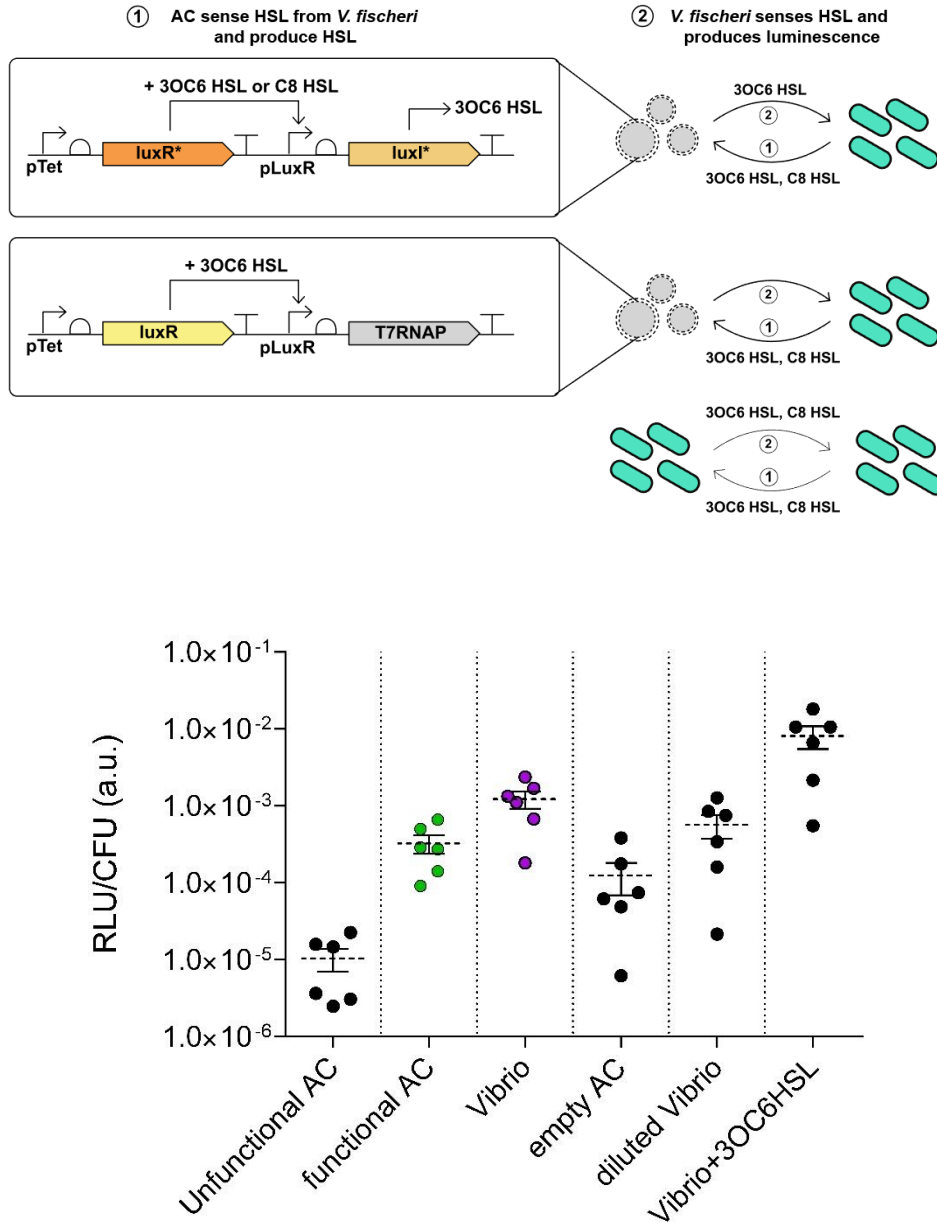 ① AC sense HSL from V. fischeri
and produce HSL
② V. fischeri senses HSL and
produces luminescence
+ 3OC6 HSL or C8 HSL
3OC6 HSL
pTet
luxR*
pLuxR
luxI*
3OC6 HSL
②
①
3OC6 HSL, C8 HSL
+ 3OC6 HSL
pTet
luxR
pLuxR
T7RNAP
②
①
3OC6 HSL, C8 HSL
3OC6 HSL, C8 HSL
②
①
3OC6 HSL, C8 HSL
RLU/CFU (a.u.)
1.0×10⁻¹
1.0×10⁻²
1.0×10⁻³
1.0×10⁻⁴
1.0×10⁻⁵
1.0×10⁻⁶
Unfunctional AC
functional AC
Vibrio
empty AC
diluted Vibrio
Vibrio+3OC6HSL